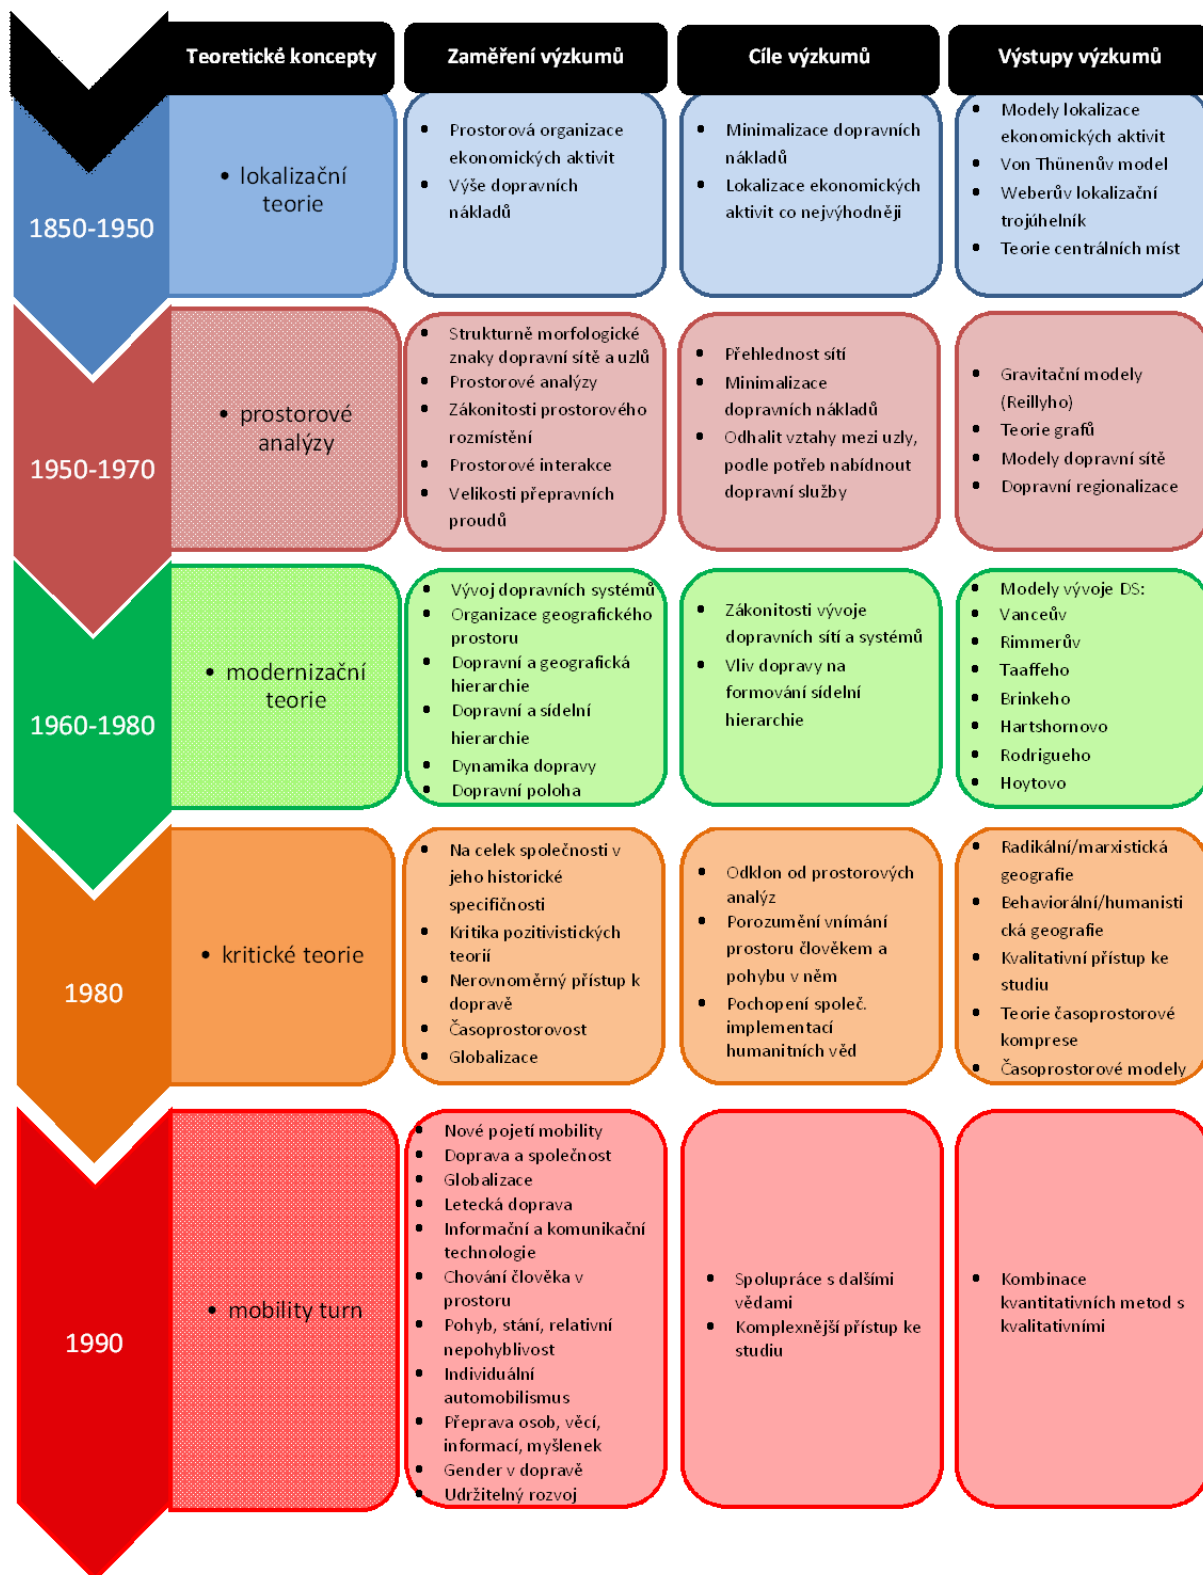 Teoretické koncepty
Zaměření výzkumů
Cíle výzkumů
Výstupy výzkumů
1850-1950
• lokalizační
teorie
• Prostorová organizace
ekonomických aktivit
• Výše dopravních
nákladů
• Minimalizace dopravních
nákladů
• Lokalizace ekonomických
aktivit co nejvýhodněji
• Modely lokalizace
ekonomických aktivit
• Von Thünenův model
• Weberův lokalizační
trojúhelník
• Teorie centrálních míst
1950-1970
• prostorové
analýzy
• Strukturně morfologické
znaky dopravní sítě a uzlů
• Prostorové analýzy
• Zákonitosti prostorového
rozmístění
• Prostorové interakce
• Velikosti přepravních
proudů
• Přehlednost sítí
• Minimalizace
dopravních nákladů
• Odhalit vztahy mezi uzly,
podle potřeb nabídnout
dopravní služby
• Gravitační modely
(Reillyho)
• Teorie grafů
• Modely dopravní sítě
• Dopravní regionalizace
1960-1980
• modernizační
teorie
• Vývoj dopravních systémů
• Organizace geografického
prostoru
• Dopravní a geografická
hierarchie
• Dopravní a sídelní
hierarchie
• Dynamika dopravy
• Dopravní poloha
• Zákonitosti vývoje
dopravních sítí a systémů
• Vliv dopravy na
formování sídelní
hierarchie
• Modely vývoje DS:
• Vanceův
• Rimmerův
• Taaffeho
• Brinkeho
• Hartshornovo
• Rodrigueho
• Hoytovo
1980
• kritické teorie
• Na celek společnosti v
jeho historické
specifičnosti
• Kritika pozitivistických
teorií
• Nerovnoměrný přístup k
dopravě
• Časoprostorovost
• Globalizace
• Odklon od prostorových
analýz
• Porozumění vnímání
prostoru člověkem a
pohybu v něm
• Pochopení společ.
implementací
humanitních věd
• Radikální/marxistická
geografie
• Behaviorální/humanisti
cká geografie
• Kvalitativní přístup ke
studiu
• Teorie časoprostorové
komprese
• Časoprostorové modely
1990
• mobility turn
• Nové pojetí mobility
• Doprava a společnost
• Globalizace
• Letecká doprava
• Informační a komunikační
technologie
• Chování člověka v
prostoru
• Pohyb, stání, relativní
nepohyblivost
• Individuální
automobilismus
• Přeprava osob, věcí,
informací, myšlenek
• Gender v dopravě
• Udržitelný rozvoj
• Spolupráce s dalšími
vědami
• Komplexnější přístup ke
studiu
• Kombinace
kvantitativních metod s
kvalitativními